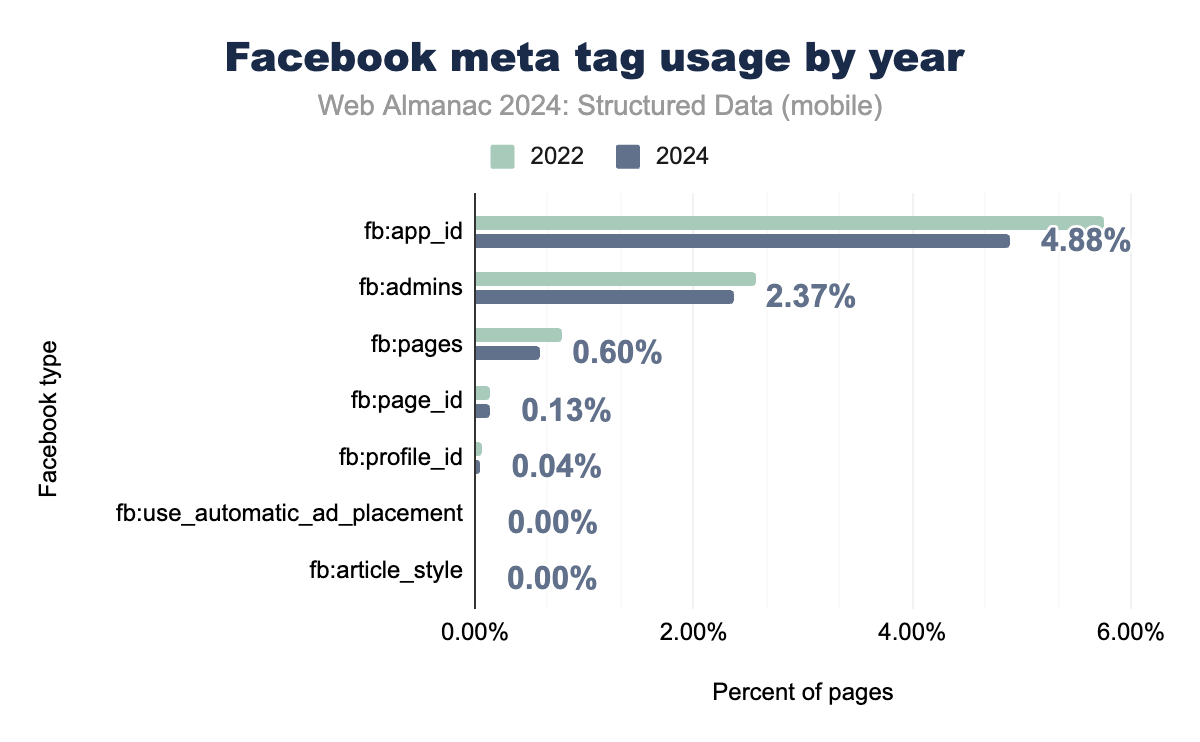 Facebook meta tag usage by year
Web Almanac 2024: Structured Data (mobile)
2022 2024
Facebook type
fb:app_id 4.88%
fb:admins 2.37%
fb:pages 0.60%
fb:page_id 0.13%
fb:profile_id 0.04%
fb:use_automatic_ad_placement 0.00%
fb:article_style 0.00%
0.00% 2.00% 4.00% 6.00%
Percent of pages